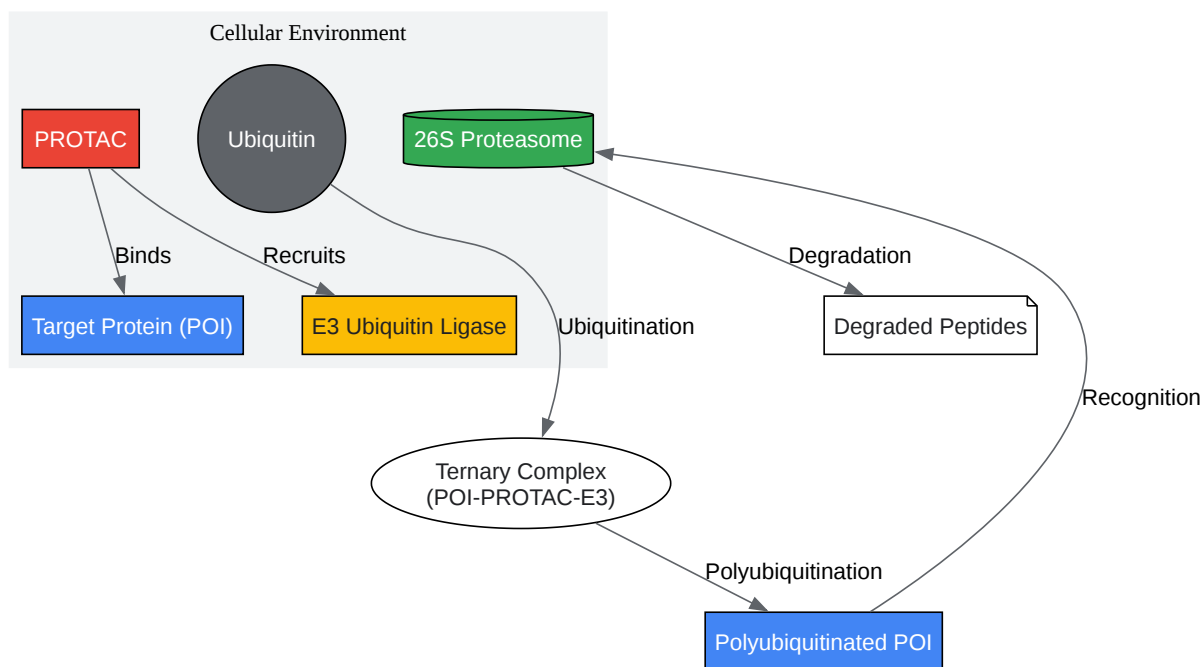 Cellular Environment
PROTAC
Ubiquitin
26S Proteasome
Binds
Recruits
Degradation
Target Protein (POI)
E3 Ubiquitin Ligase
Ubiquitination
Degraded Peptides
Recognition
Ternary Complex
(POI-PROTAC-E3)
Polyubiquitination
Polyubiquitinated POI